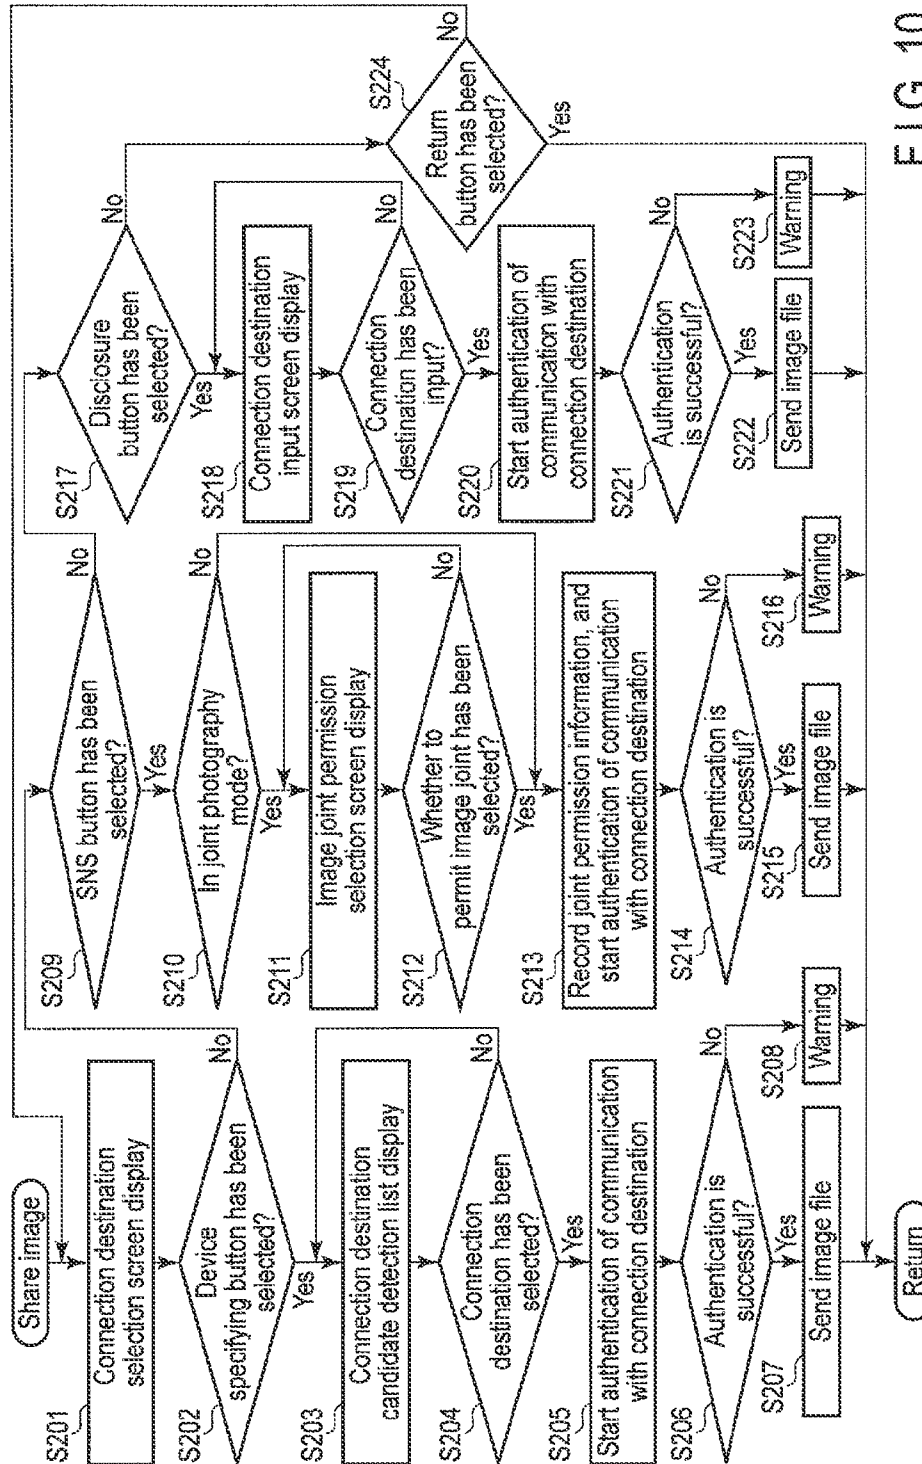 Share image
S201
Connection destination
selection screen display
S202
Device
specifying button has been
selected?
No
Yes
S203
Connection destination
candidate detection list display
S204
Connection
destination has been
selected?
No
Yes
S205
Start authentication of communication
with connection destination
S206
Authentication is
successful?
No
Yes
S207
Send image file
S208
Warning
Return
S209
SNS button has been
selected?
No
Yes
S210
In joint photography
mode?
No
Yes
S211
Image joint permission
selection screen display
S212
Whether to
permit image joint has been
selected?
No
Yes
S213
Record joint permission information, and
start authentication of communication
with connection destination
S214
Authentication is
successful?
No
Yes
S215
Send image file
S216
Warning
S217
Disclosure
button has been
selected?
No
Yes
S218
Connection destination
input screen display
S219
Connection
destination has been
input?
No
Yes
S220
Start authentication of
communication with
connection destination
S221
Authentication
is successful?
No
Yes
S222
Send image file
S223
Warning
S224
Return
button has been
selected?
No
Yes
FIG. 10